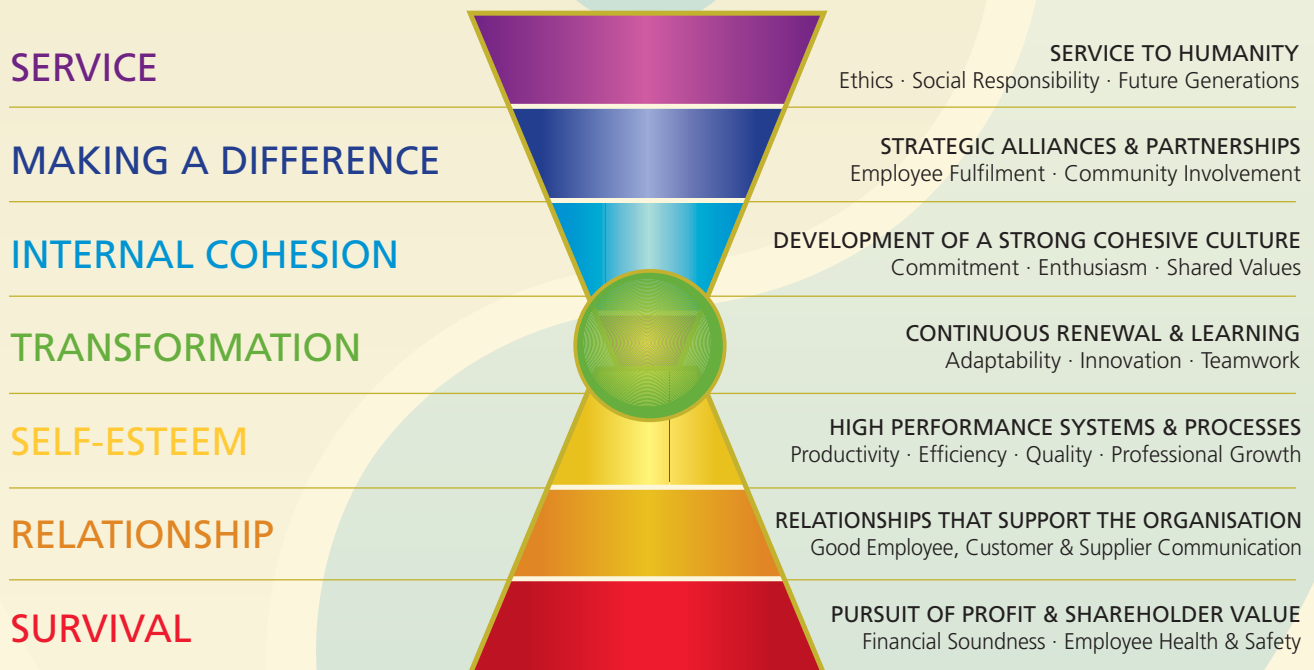 SERVICE
SERVICE TO HUMANITY
Ethics · Social Responsibility · Future Generations
MAKING A DIFFERENCE
STRATEGIC ALLIANCES & PARTNERSHIPS
Employee Fulfilment · Community Involvement
INTERNAL COHESION
DEVELOPMENT OF A STRONG COHESIVE CULTURE
Commitment · Enthusiasm · Shared Values
TRANSFORMATION
CONTINUOUS RENEWAL & LEARNING
Adaptability · Innovation · Teamwork
SELF-ESTEEM
HIGH PERFORMANCE SYSTEMS & PROCESSES
Productivity · Efficiency · Quality · Professional Growth
RELATIONSHIP
RELATIONSHIPS THAT SUPPORT THE ORGANISATION
Good Employee, Customer & Supplier Communication
SURVIVAL
PURSUIT OF PROFIT & SHAREHOLDER VALUE
Financial Soundness · Employee Health & Safety